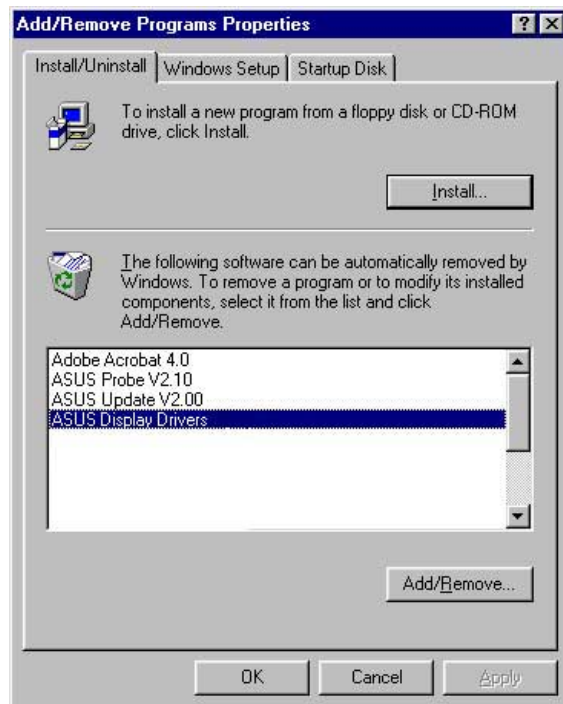 Add/Remove Programs Properties
Install/Uninstall Windows Setup Startup Disk
To install a new program from a floppy disk or CD-ROM
drive, click Install.
Install...
The following software can be automatically removed by
Windows. To remove a program or to modify its installed
components, select it from the list and click
Add/Remove.
Adobe Acrobat 4.0
ASUS Probe V2.10
ASUS Update V2.00
ASUS Display Drivers
Add/Remove...
OK Cancel Apply